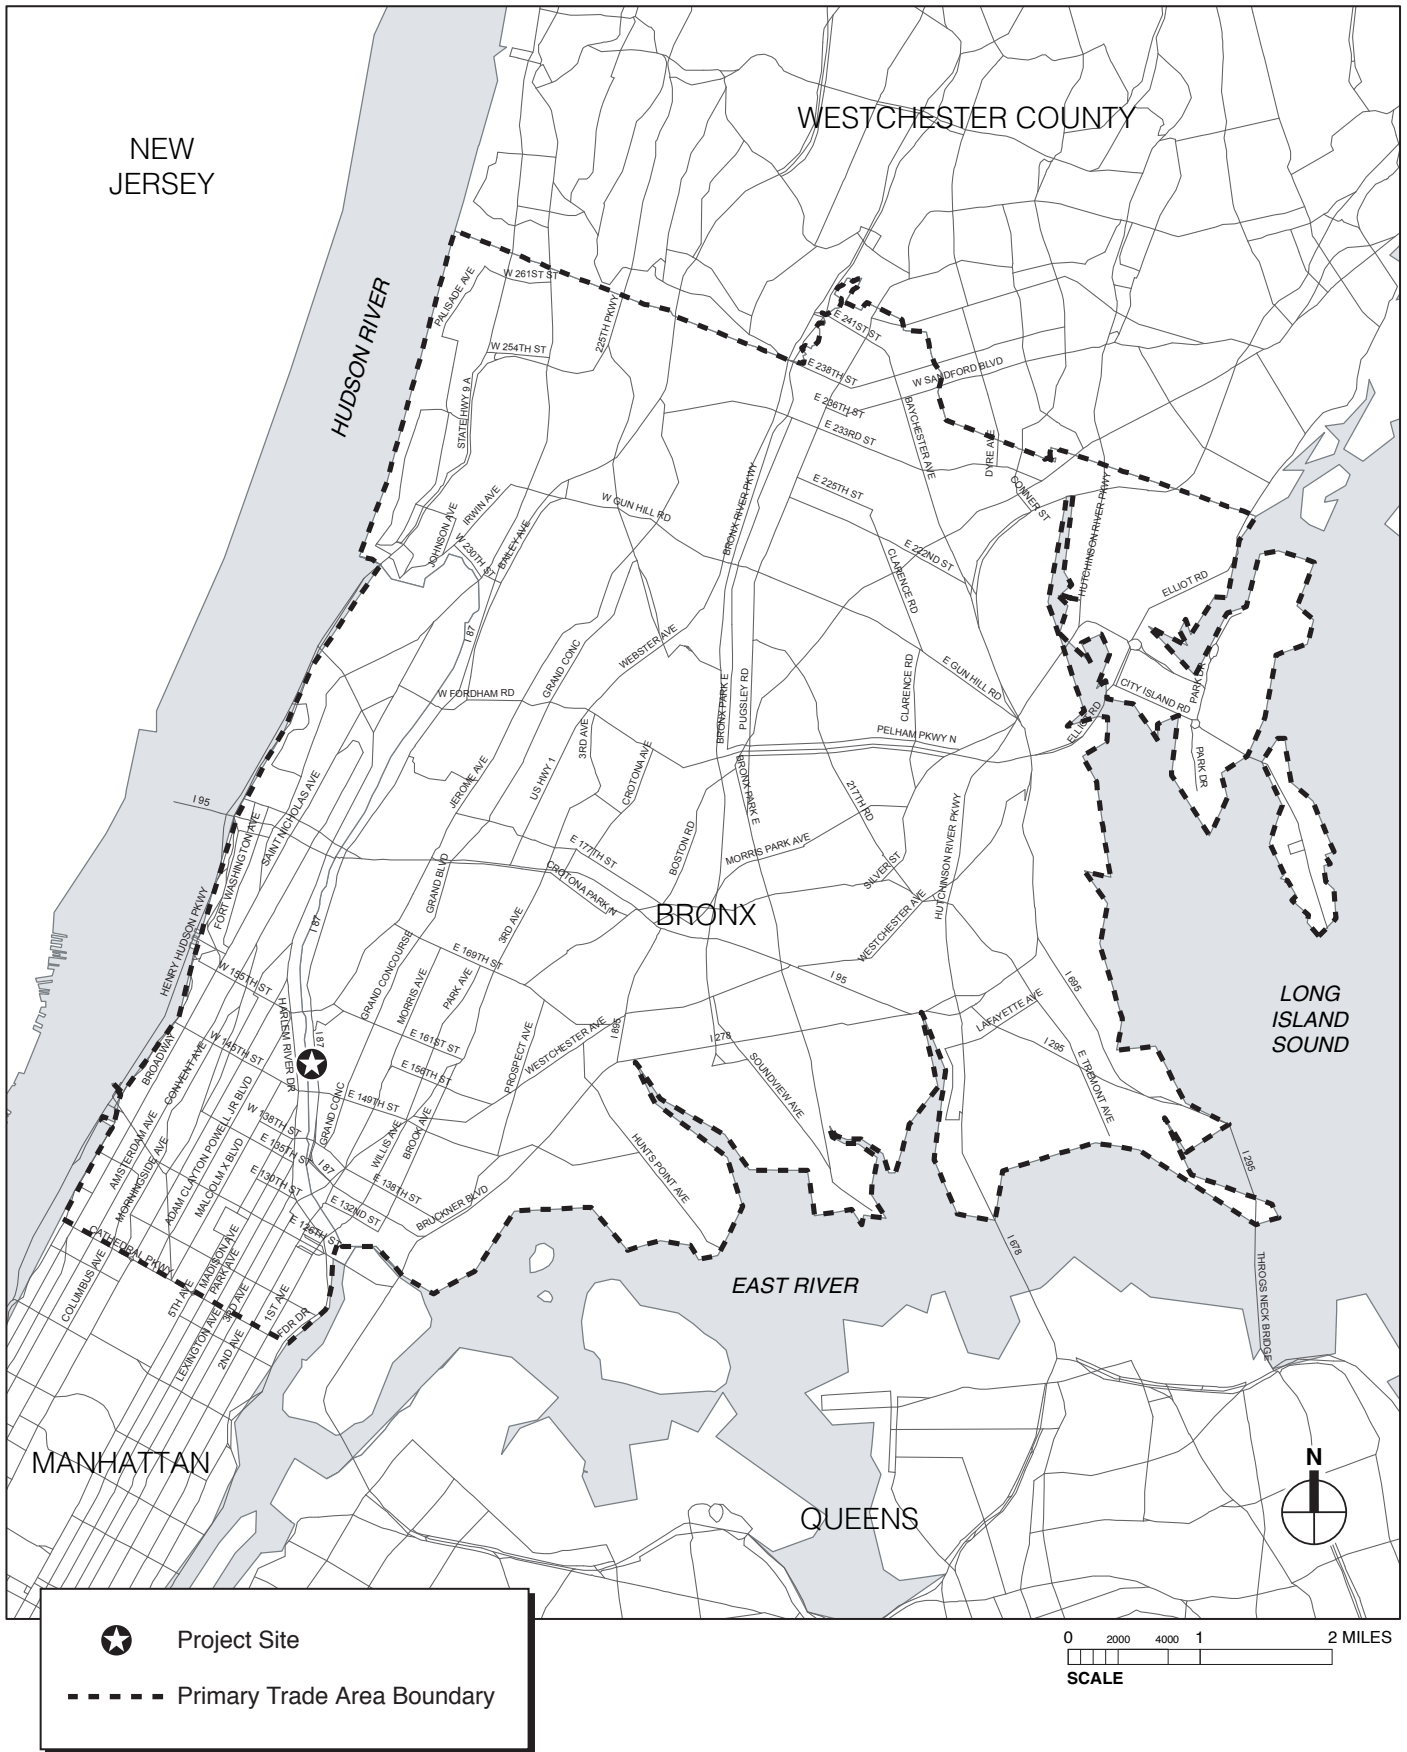 WESTCHESTER COUNTY
NEW
JERSEY
HUDSON RIVER
PALISADE AVE
W 261ST ST
225TH PKWY
W 254TH ST
STATE HWY 9 A
E 241ST ST
E 238TH ST
W SANDFORD BLVD
E 236TH ST
E 233RD ST
BAYCHESTER AVE
DYRE AVE
CONNER ST
E 225TH ST
HUTCHINSON RIVER PKWY
W GUN HILL RD
BRONX RIVER PKWY
IRWIN AVE
JOHNSON AVE
W 230TH ST
BAILEY AVE
E 222ND ST
CLARENCE RD
ELLIOT RD
I 87
WEBSTER AVE
GRAND CONC
W FORDHAM RD
E GUN HILL RD
CLARENCE RD
BRONX PARK E
PUGSLEY RD
PARK DR
CITY ISLAND RD
ELLIOT RD
PELHAM PKWY N
PARK DR
3RD AVE
CROTONA AVE
US HWY 1
JEROME AVE
BRONX PARK E
217TH RD
I 95
SAINT NICHOLAS AVE
FORT WASHINGTON AVE
HUTCHINSON RIVER PKWY
E 177TH ST
BOSTON RD
MORRIS PARK AVE
CROTONA PARK N
SILVER ST
GRAND BLVD
HENRY HUDSON PKWY
I 87
3RD AVE
BRONX
WESTCHESTER AVE
E 169TH ST
GRAND CONCOURSE
MORRIS AVE
PARK AVE
I 95
I 695
W 155TH ST
HARLEM RIVER DR
I 87
LONG
ISLAND
SOUND
LAFAYETTE AVE
I 895
WESTCHESTER AVE
PROSPECT AVE
I 278
I 295
E TREMONT AVE
E 161ST ST
W 145TH ST
BROADWAY
CONVENT AVE
E 156TH ST
SOUNDVIEW AVE
E 149TH ST
GRAND CONC
ADAM CLAYTON POWELL JR BLVD
W 138TH ST
E 135TH ST
I 87
AMSTERDAM AVE
MORNINGSIDE AVE
MALCOLM X BLVD
WILLIS AVE
BROOK AVE
HUNTS POINT AVE
E 130TH ST
E 138TH ST
E 132ND ST
BRUCKNER BLVD
I 295
E 126TH ST
CATHEDRAL PKWY
MADISON AVE
PARK AVE
I 678
COLUMBUS AVE
5TH AVE
3RD AVE
1ST AVE
EAST RIVER
THROGS NECK BRIDGE
FDR DR
LEXINGTON AVE
2ND AVE
MANHATTAN
N
QUEENS
Project Site
Primary Trade Area Boundary
0 2000 4000 1 2 MILES
SCALE